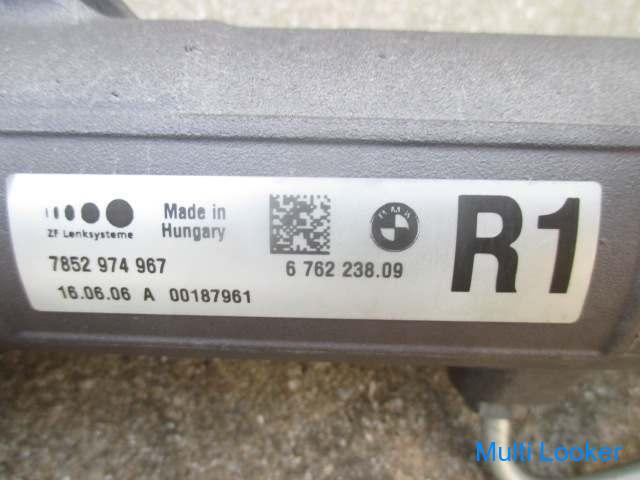 ZF Lenksysteme
Made in
Hungary
BMW
R1
7852 974 967
6 762 238.09
16.06.06 A 00187961
Multi Looker